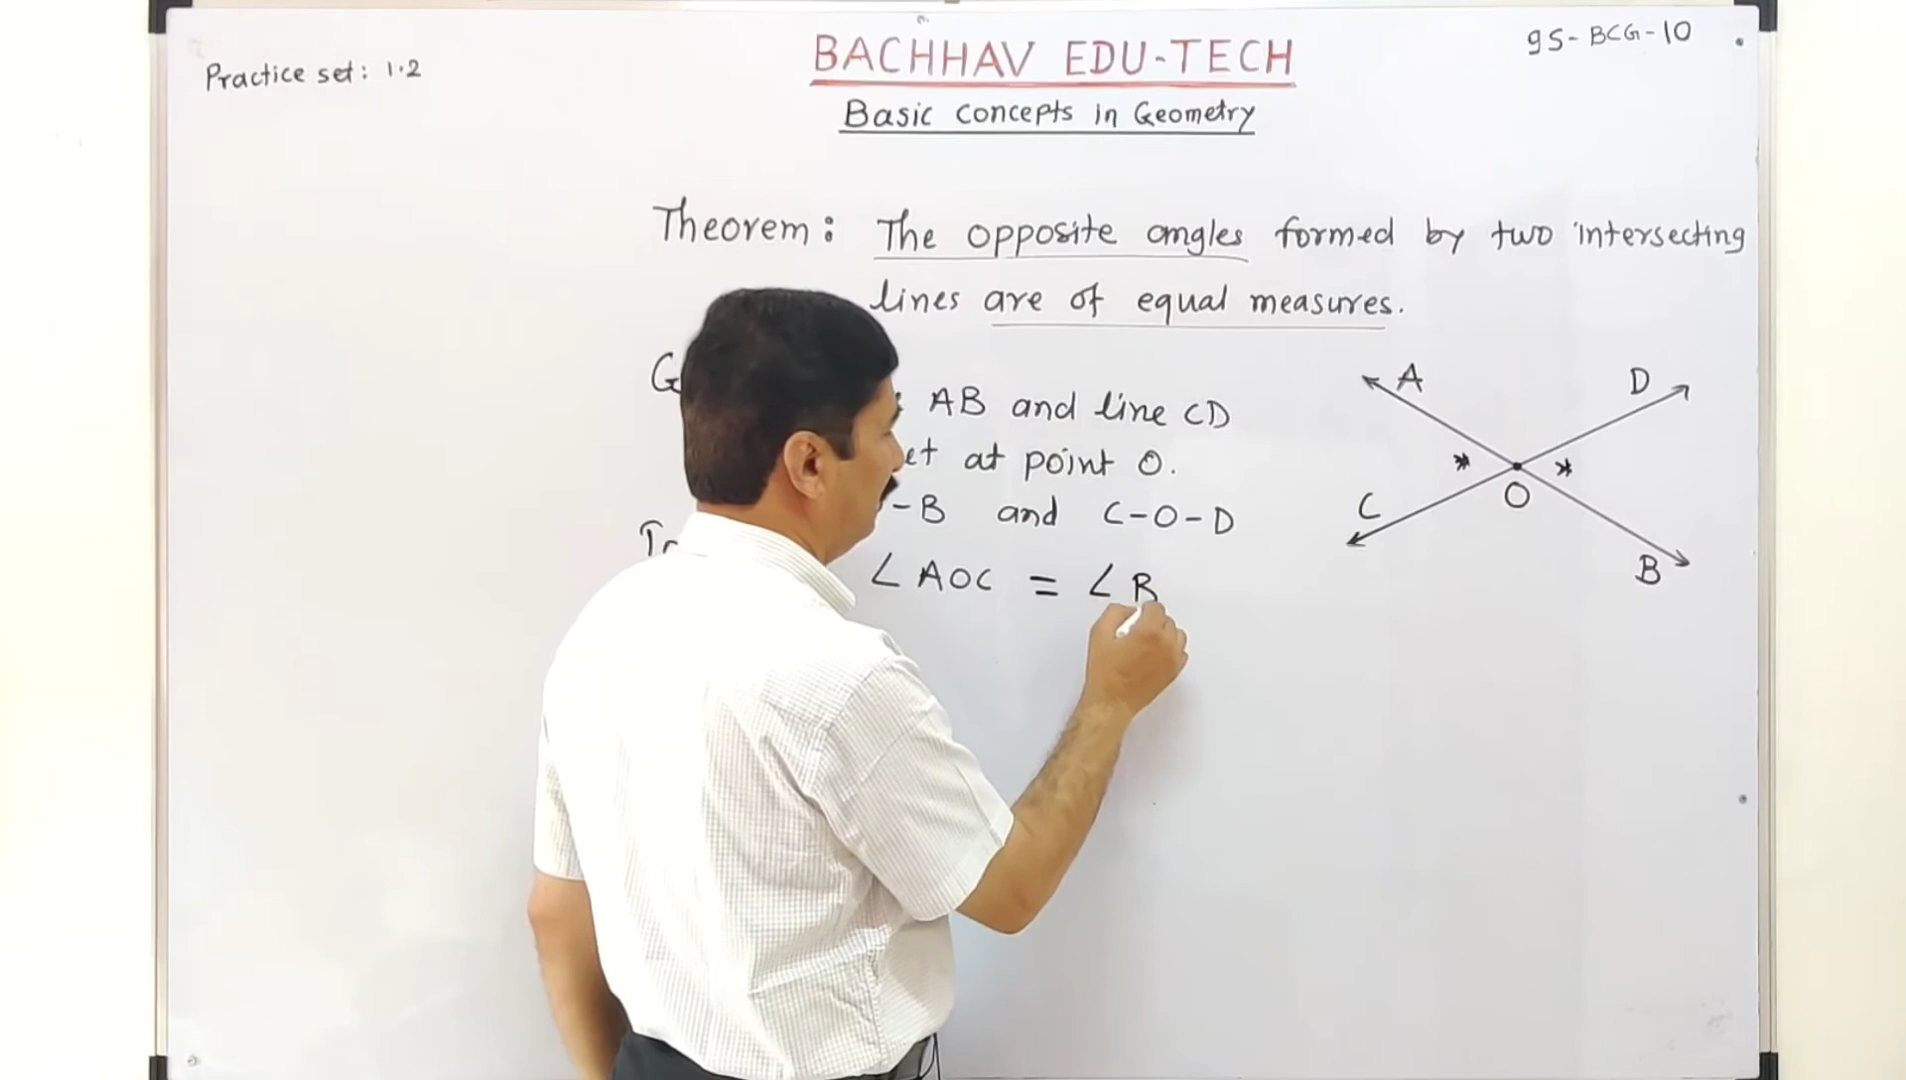 Practice set: 1.2
BACHHAV EDU-TECH
9S-BCG-10
Basic Concepts in Geometry
Theorem: The opposite angles formed by two intersecting
lines are of equal measures.
AB and line CD
at point O.
-B and C-O-D
∠AOC = ∠B
A
D
C
O
B